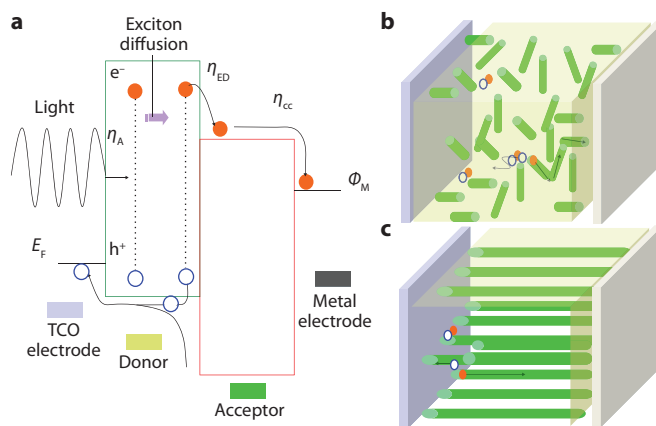 a
Exciton
diffusion
e⁻
η_ED
Light
η_A
η_cc
Φ_M
E_F
h⁺
TCO
electrode
Donor
Metal
electrode
Acceptor
b
c